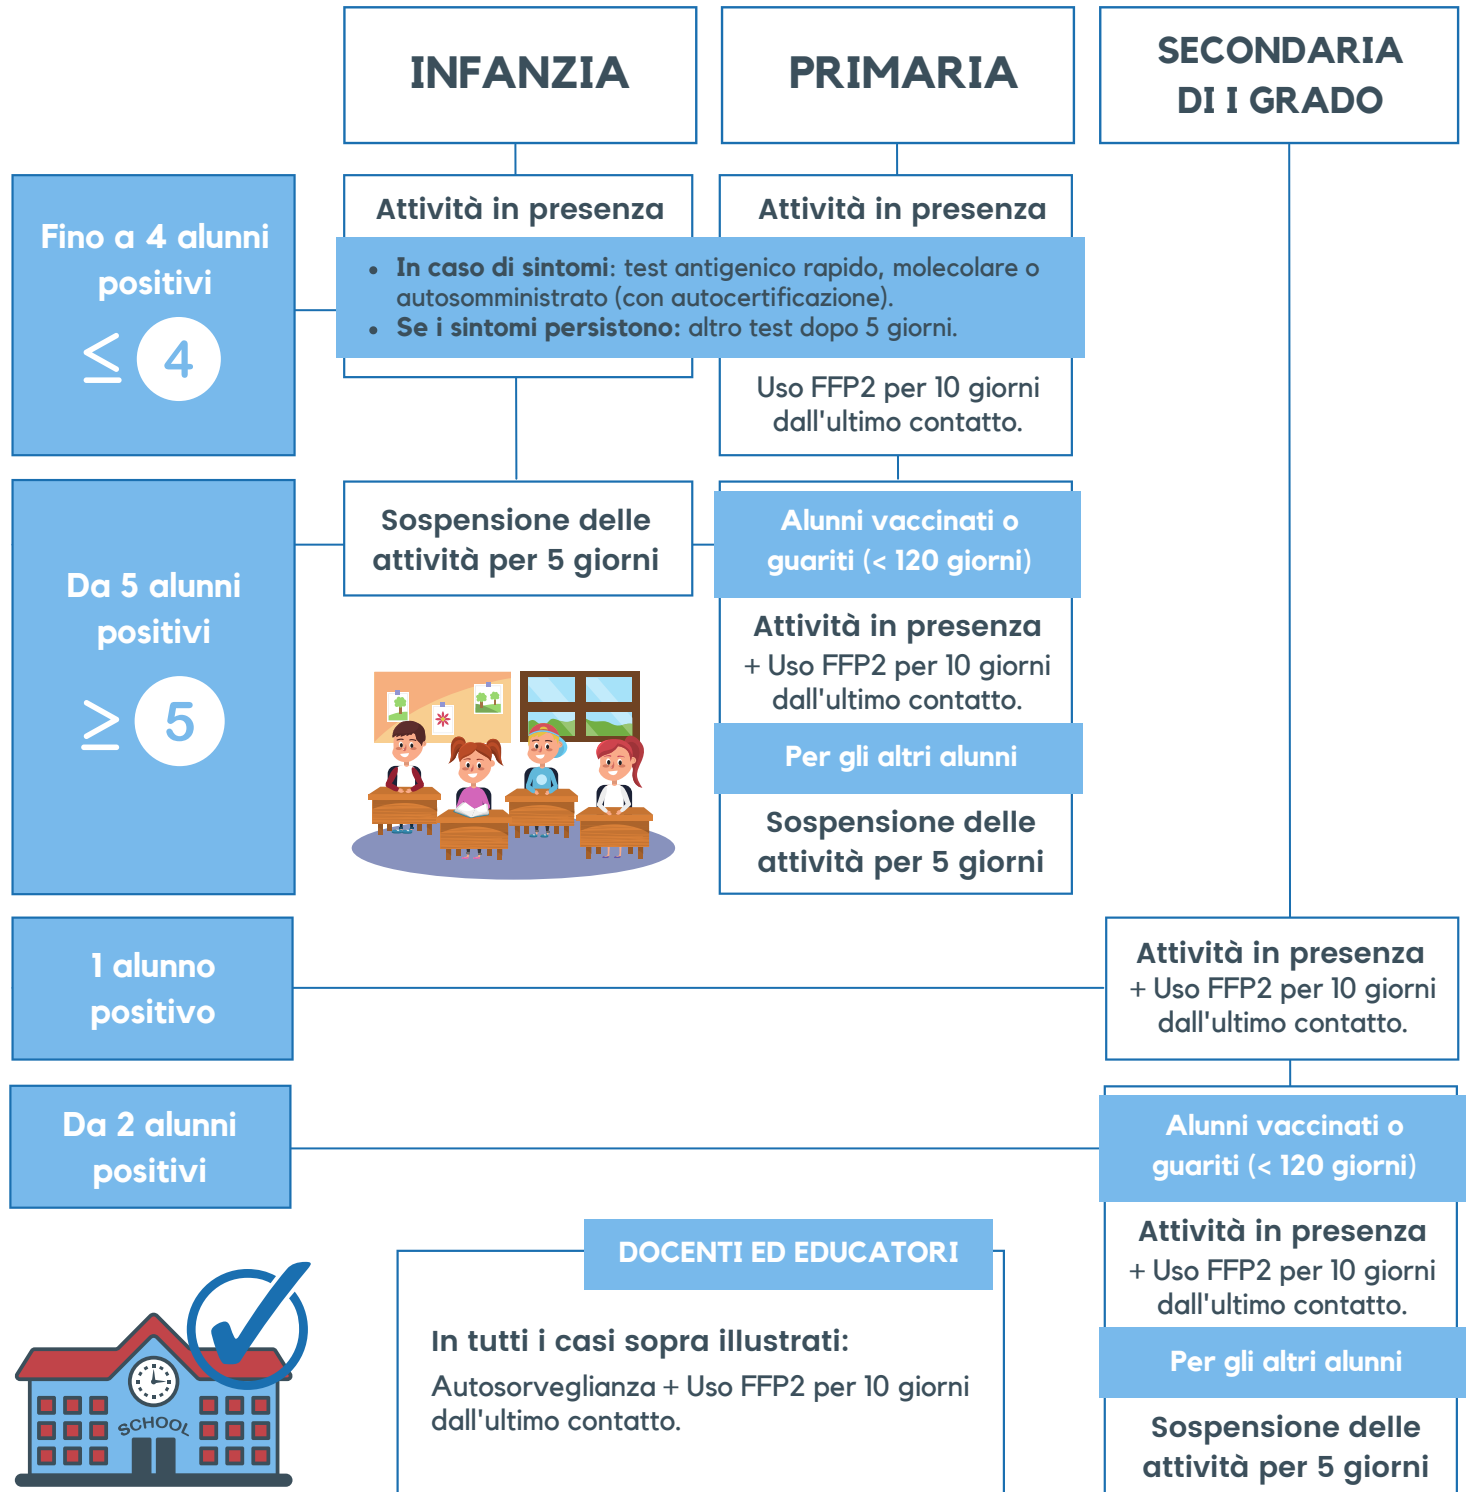 INFANZIA
PRIMARIA
SECONDARIA
DI I GRADO
Fino a 4 alunni
positivi
≤ 4
Attività in presenza
Attività in presenza
• In caso di sintomi: test antigenico rapido, molecolare o
autosomministrato (con autocertificazione).
• Se i sintomi persistono: altro test dopo 5 giorni.
Uso FFP2 per 10 giorni
dall'ultimo contatto.
Da 5 alunni
positivi
≥ 5
Sospensione delle
attività per 5 giorni
Alunni vaccinati o
guariti (< 120 giorni)
Attività in presenza
+ Uso FFP2 per 10 giorni
dall'ultimo contatto.
Per gli altri alunni
Sospensione delle
attività per 5 giorni
1 alunno
positivo
Attività in presenza
+ Uso FFP2 per 10 giorni
dall'ultimo contatto.
Da 2 alunni
positivi
Alunni vaccinati o
guariti (< 120 giorni)
Attività in presenza
+ Uso FFP2 per 10 giorni
dall'ultimo contatto.
Per gli altri alunni
Sospensione delle
attività per 5 giorni
DOCENTI ED EDUCATORI
In tutti i casi sopra illustrati:
Autosorveglianza + Uso FFP2 per 10 giorni
dall'ultimo contatto.
SCHOOL